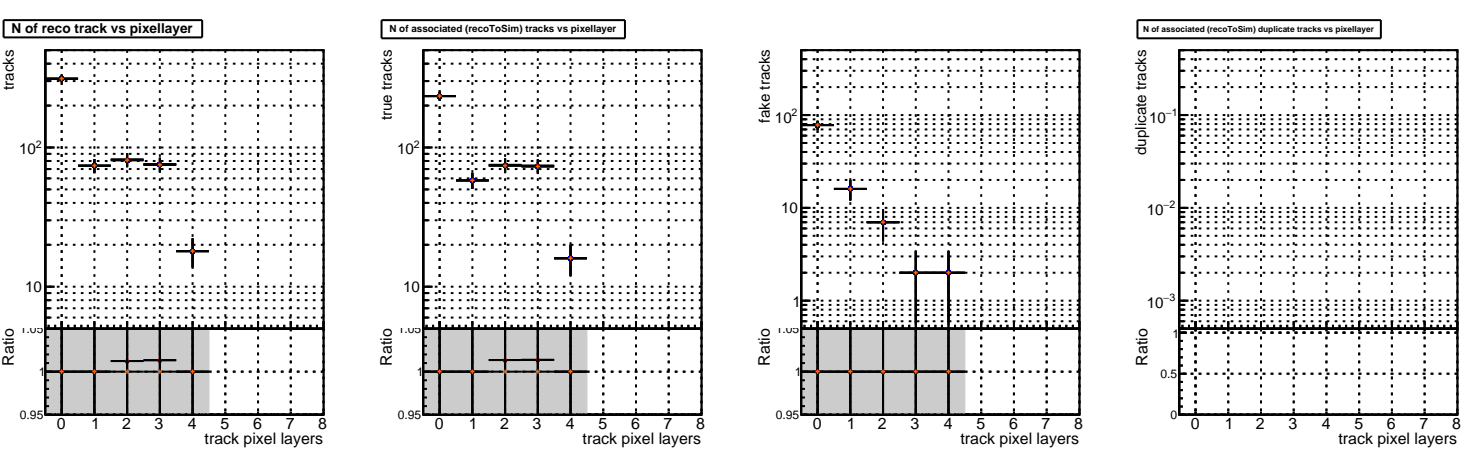 N of reco track vs pixellayer
tracks
10²
10
Ratio
1.05
1
0.95
0 1 2 3 4 5 6 7 8
track pixel layers
N of associated (recoToSim) tracks vs pixellayer
true tracks
10²
10
Ratio
1.05
1
0.95
0 1 2 3 4 5 6 7 8
track pixel layers
fake tracks
10²
10
1
Ratio
1.05
1
0.95
0 1 2 3 4 5 6 7 8
track pixel layers
N of associated (recoToSim) duplicate tracks vs pixellayer
duplicate tracks
10⁻¹
10⁻²
10⁻³
Ratio
1
0.5
0
0 1 2 3 4 5 6 7 8
track pixel layers